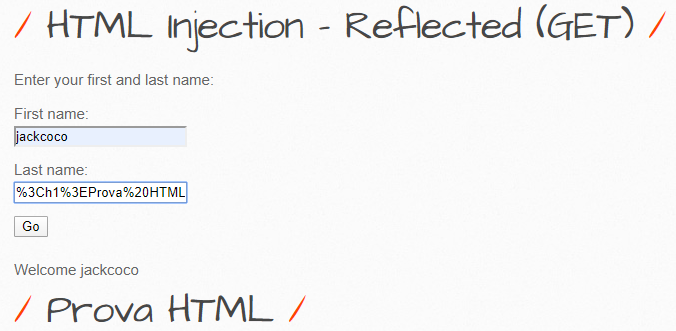 / HTML Injection - Reflected (GET) /
Enter your first and last name:
First name:
jackcoco
Last name:
%3Ch1%3EProva%20HTML
Go
Welcome jackcoco
/ Prova HTML /